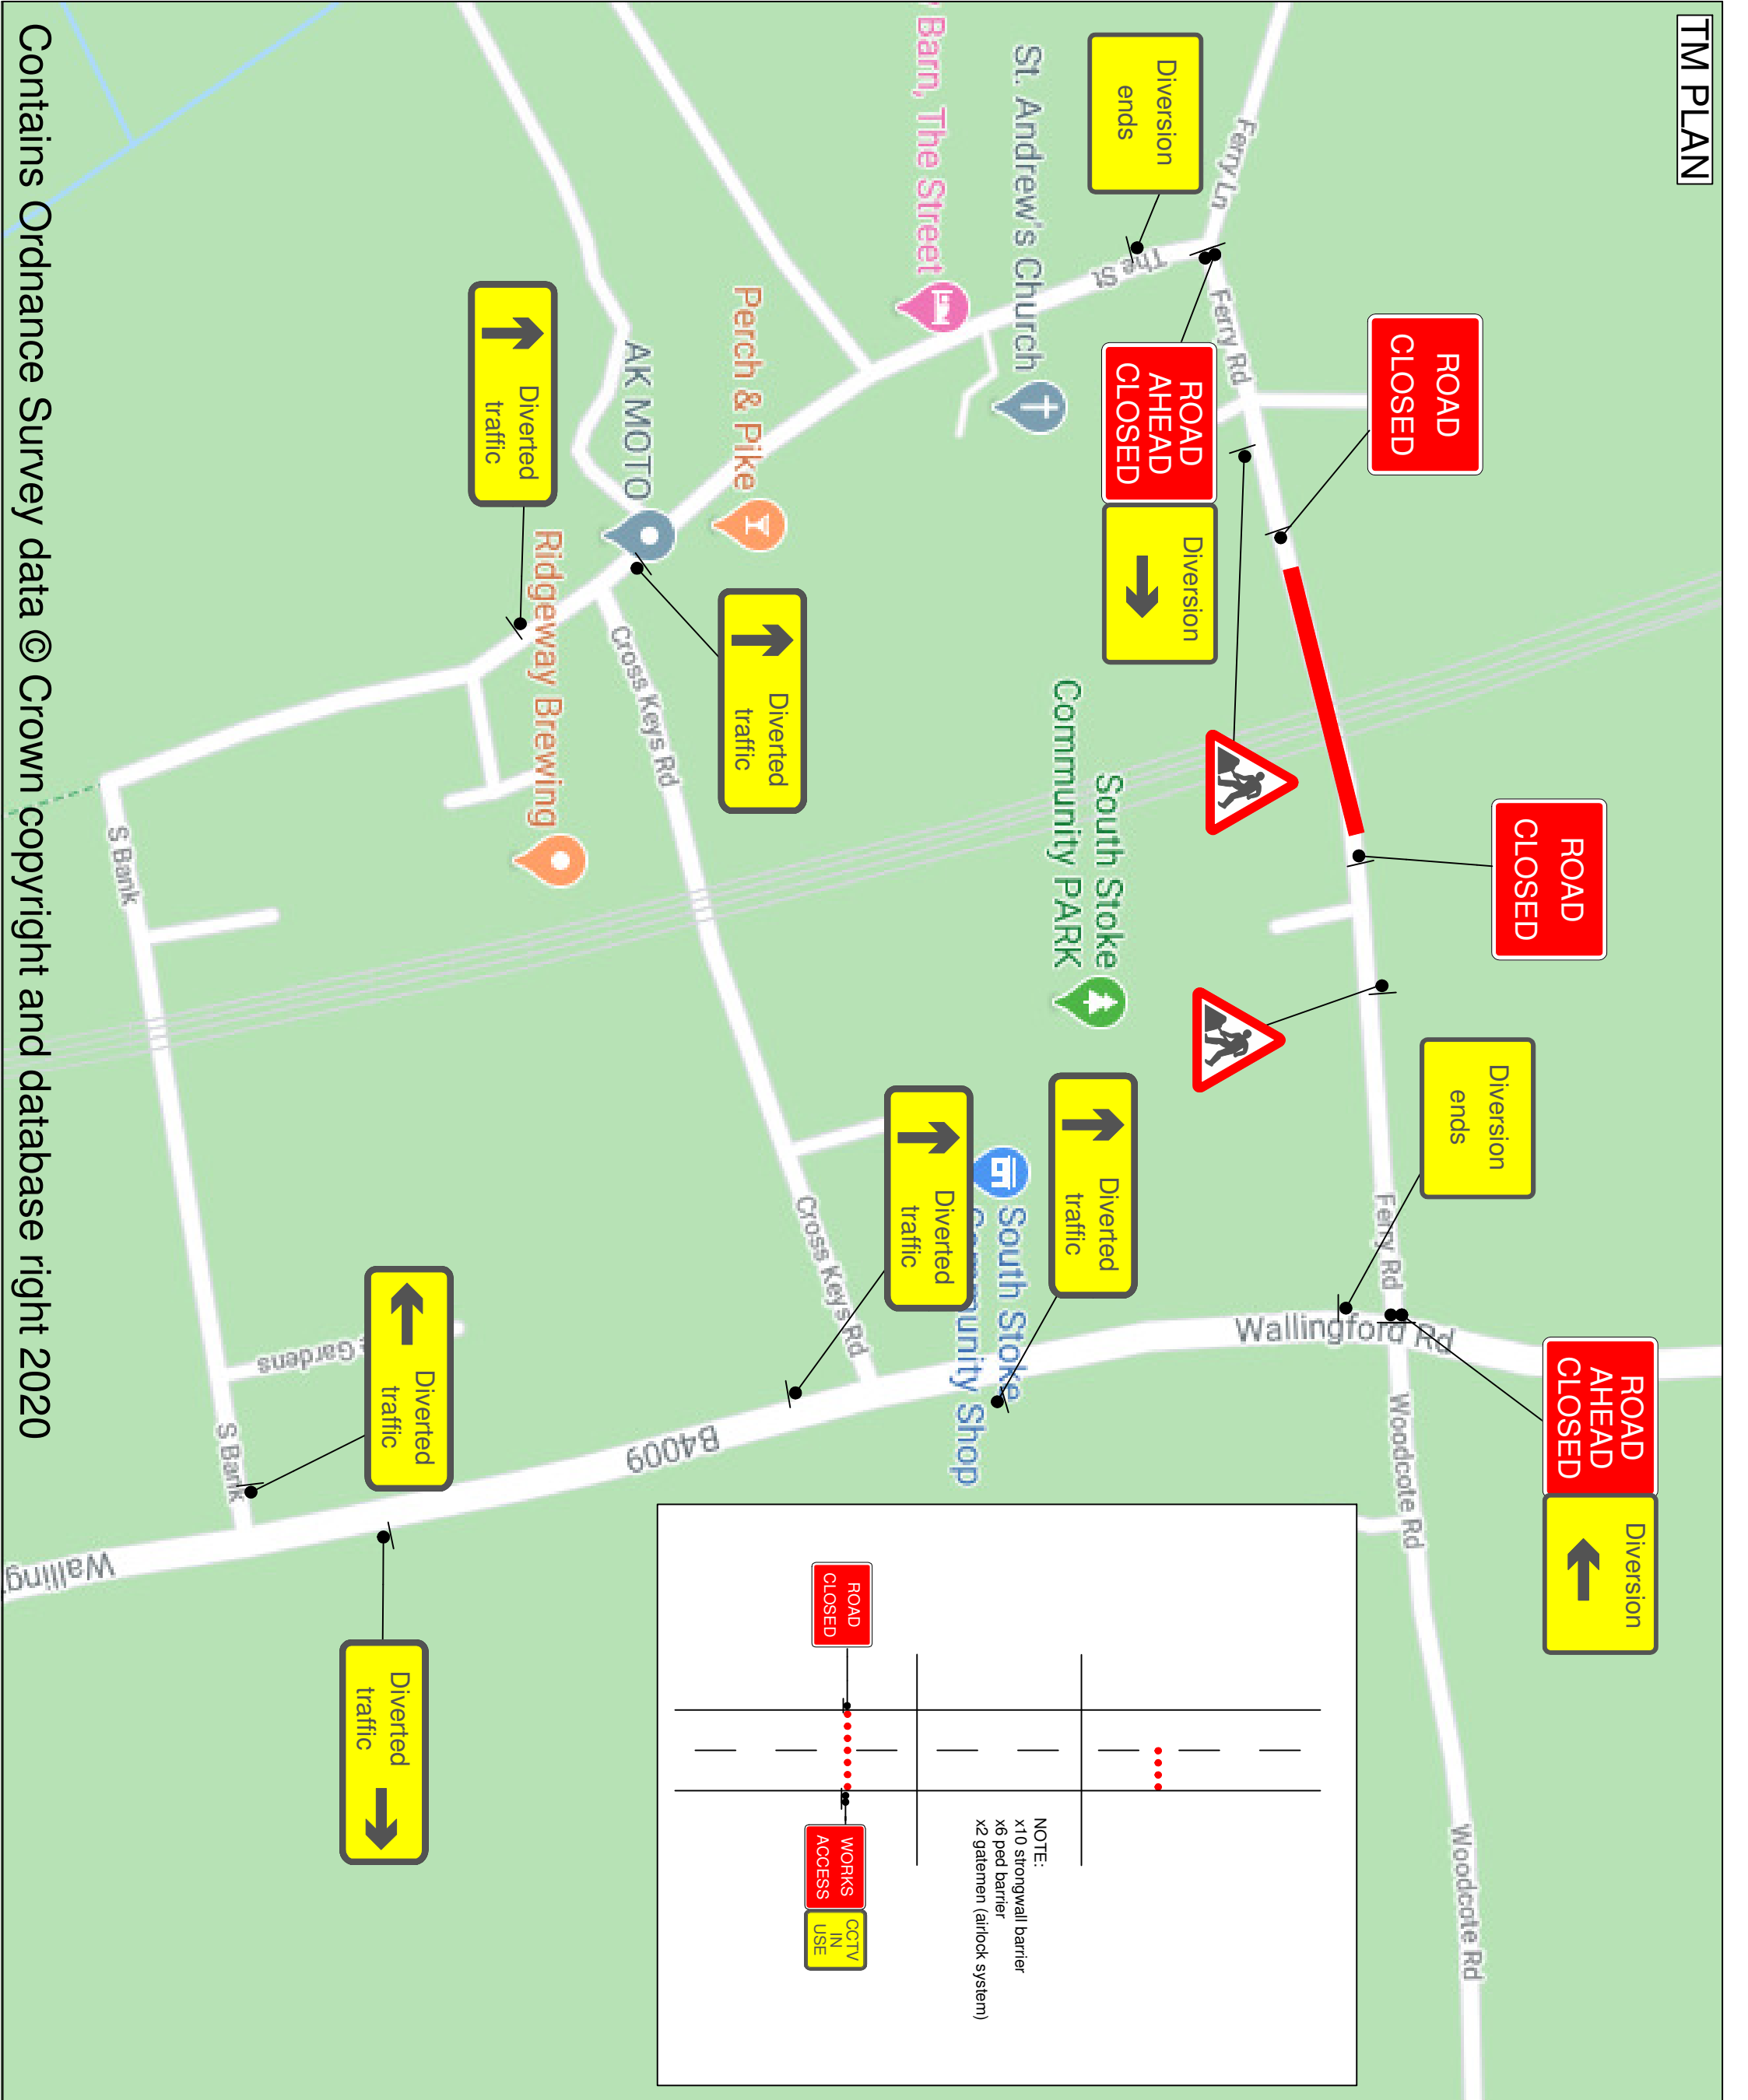 TM PLAN
Ferry Ln
Diversion
ends
The St
Ferry Rd
ROAD
CLOSED
ROAD
AHEAD
CLOSED
Diversion
ROAD
CLOSED
Diversion
ends
Ferry Rd
Wallingford Rd
ROAD
AHEAD
CLOSED
Diversion
Woodcote Rd
Woodcote Rd
St. Andrew's Church
Barn, The Street
South Stoke
Community PARK
Perch & Pike
AK MOTO
Diverted
traffic
Diverted
traffic
Ridgeway Brewing
Cross Keys Rd
Diverted
traffic
Diverted
traffic
South Stoke
Community Shop
Cross Keys Rd
B4009
S Bank
Gardens
Diverted
traffic
S Bank
Walling
Diverted
traffic
ROAD
CLOSED
NOTE:
x10 strongwall barrier
x6 ped barrier
x2 gatemen (airlock system)
WORKS
ACCESS
CCTV
IN
USE
Contains Ordnance Survey data © Crown copyright and database right 2020